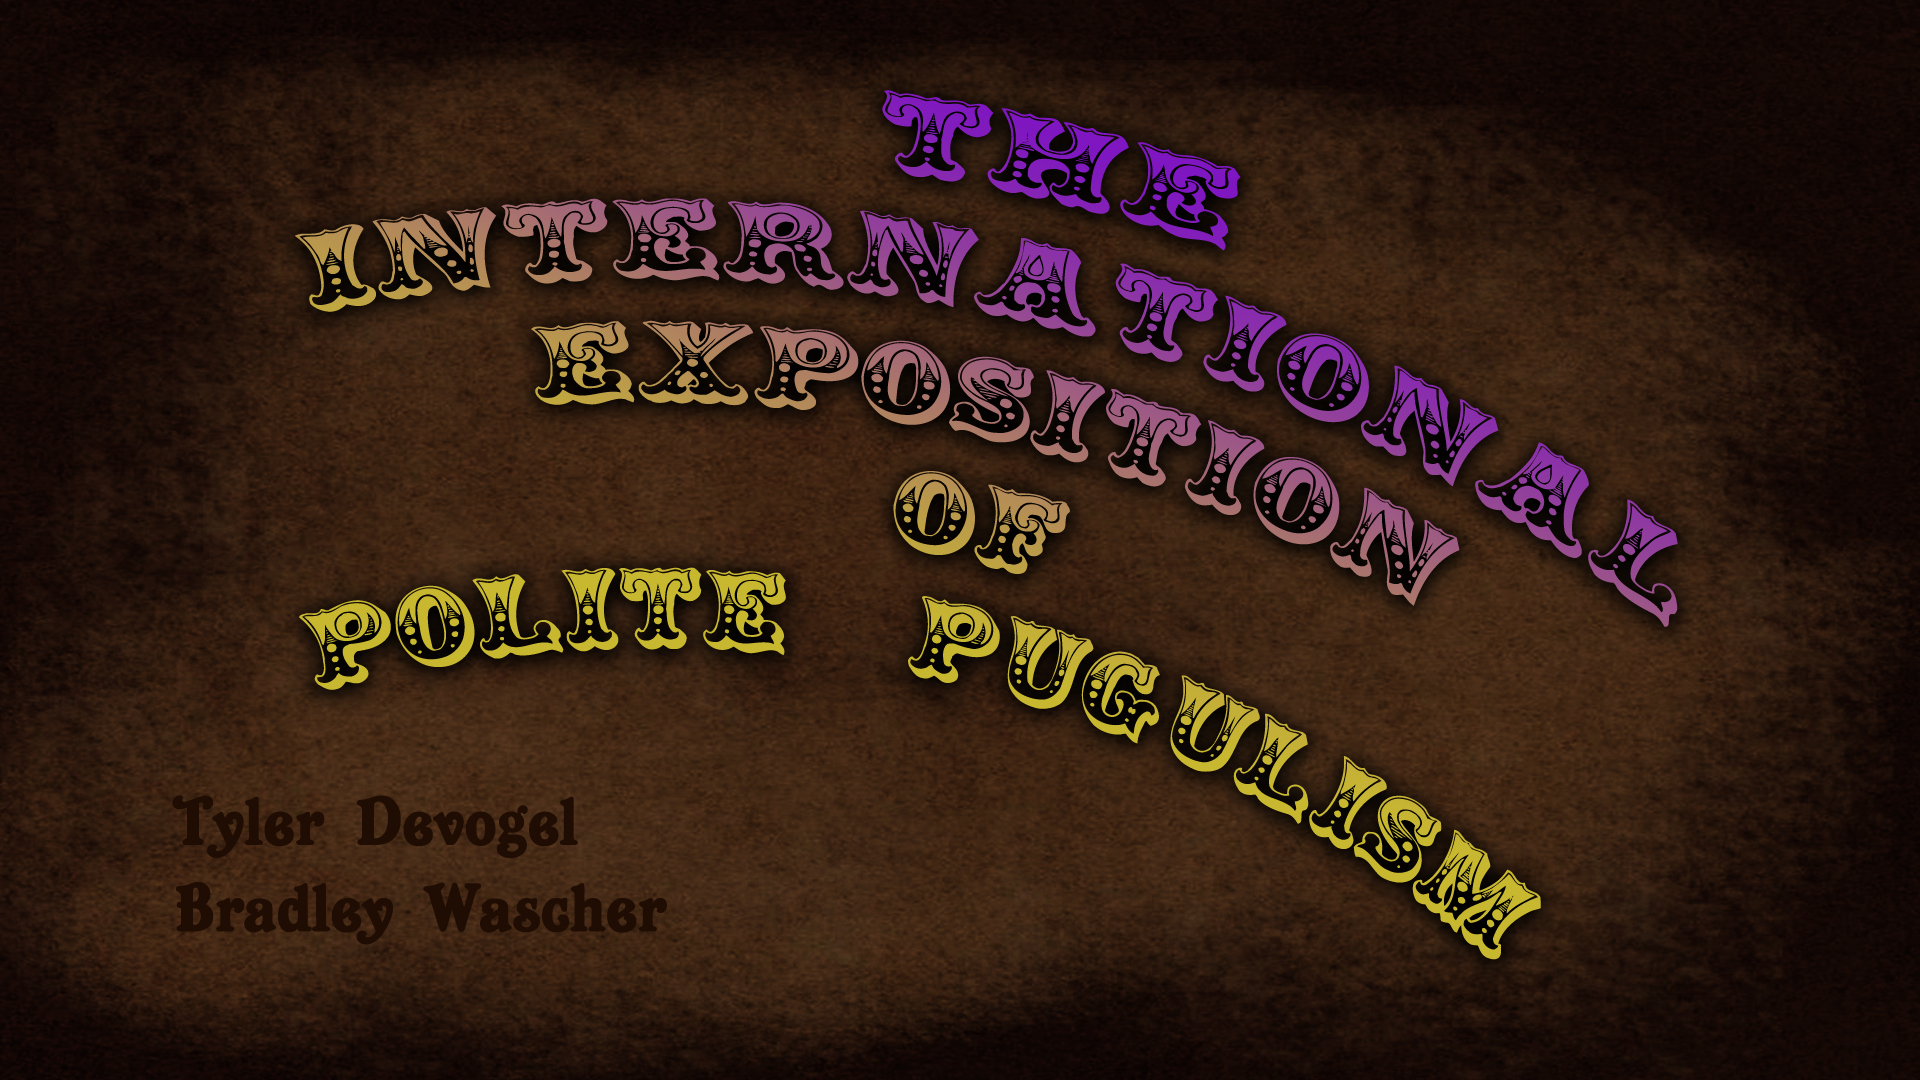 THE
INTERNATIONAL
EXPOSITION
OF
POLITE PUGULISM
Tyler Devogel
Bradley Wascher